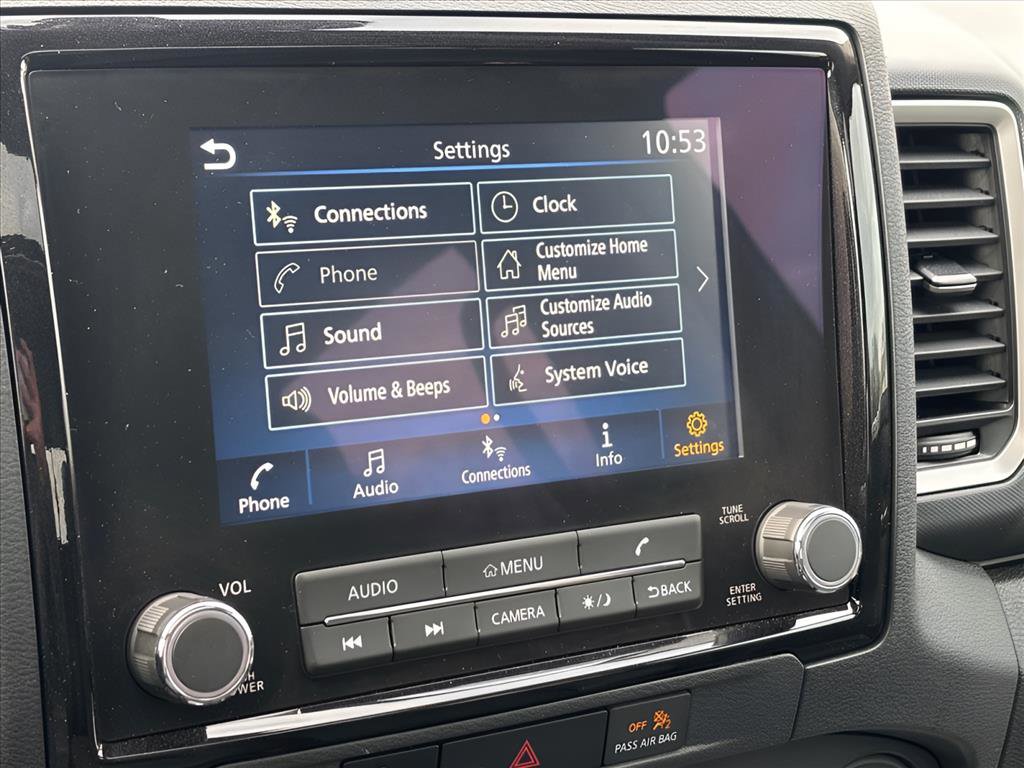 Settings
10:53
Connections
Clock
Phone
Customize Home
Menu
Sound
Customize Audio
Sources
Volume & Beeps
System Voice
Phone
Audio
Connections
Info
Settings
TUNE
SCROLL
VOL
AUDIO
MENU
CAMERA
BACK
ENTER
SETTING
OFF
PASS AIR BAG